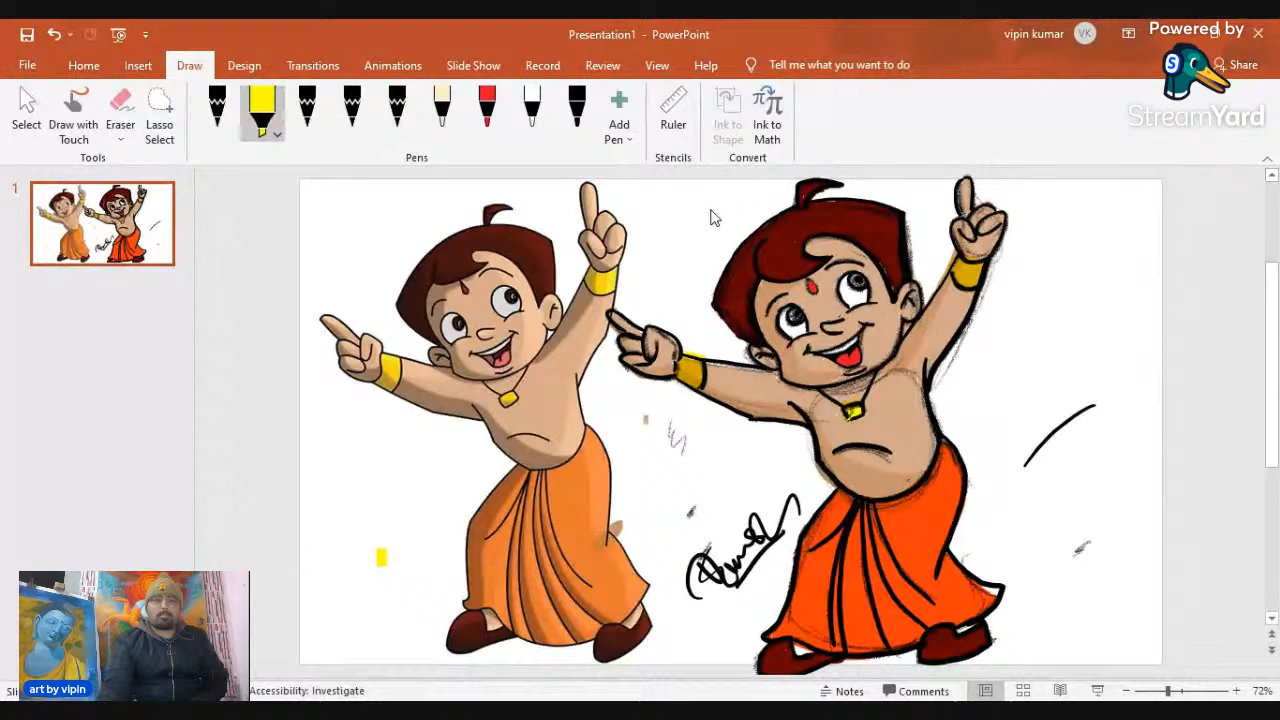 Presentation1 - PowerPoint
vipin kumar
VK
Powered by
S
StreamYard
File
Home
Insert
Draw
Design
Transitions
Animations
Slide Show
Record
Review
View
Help
Tell me what you want to do
Share
Select
Draw with
Touch
Eraser
Lasso
Select
Add
Pen
Ruler
Ink to
Shape
Ink to
Math
Tools
Pens
Stencils
Convert
1
art by vipin
Accessibility: Investigate
Notes
Comments
72%